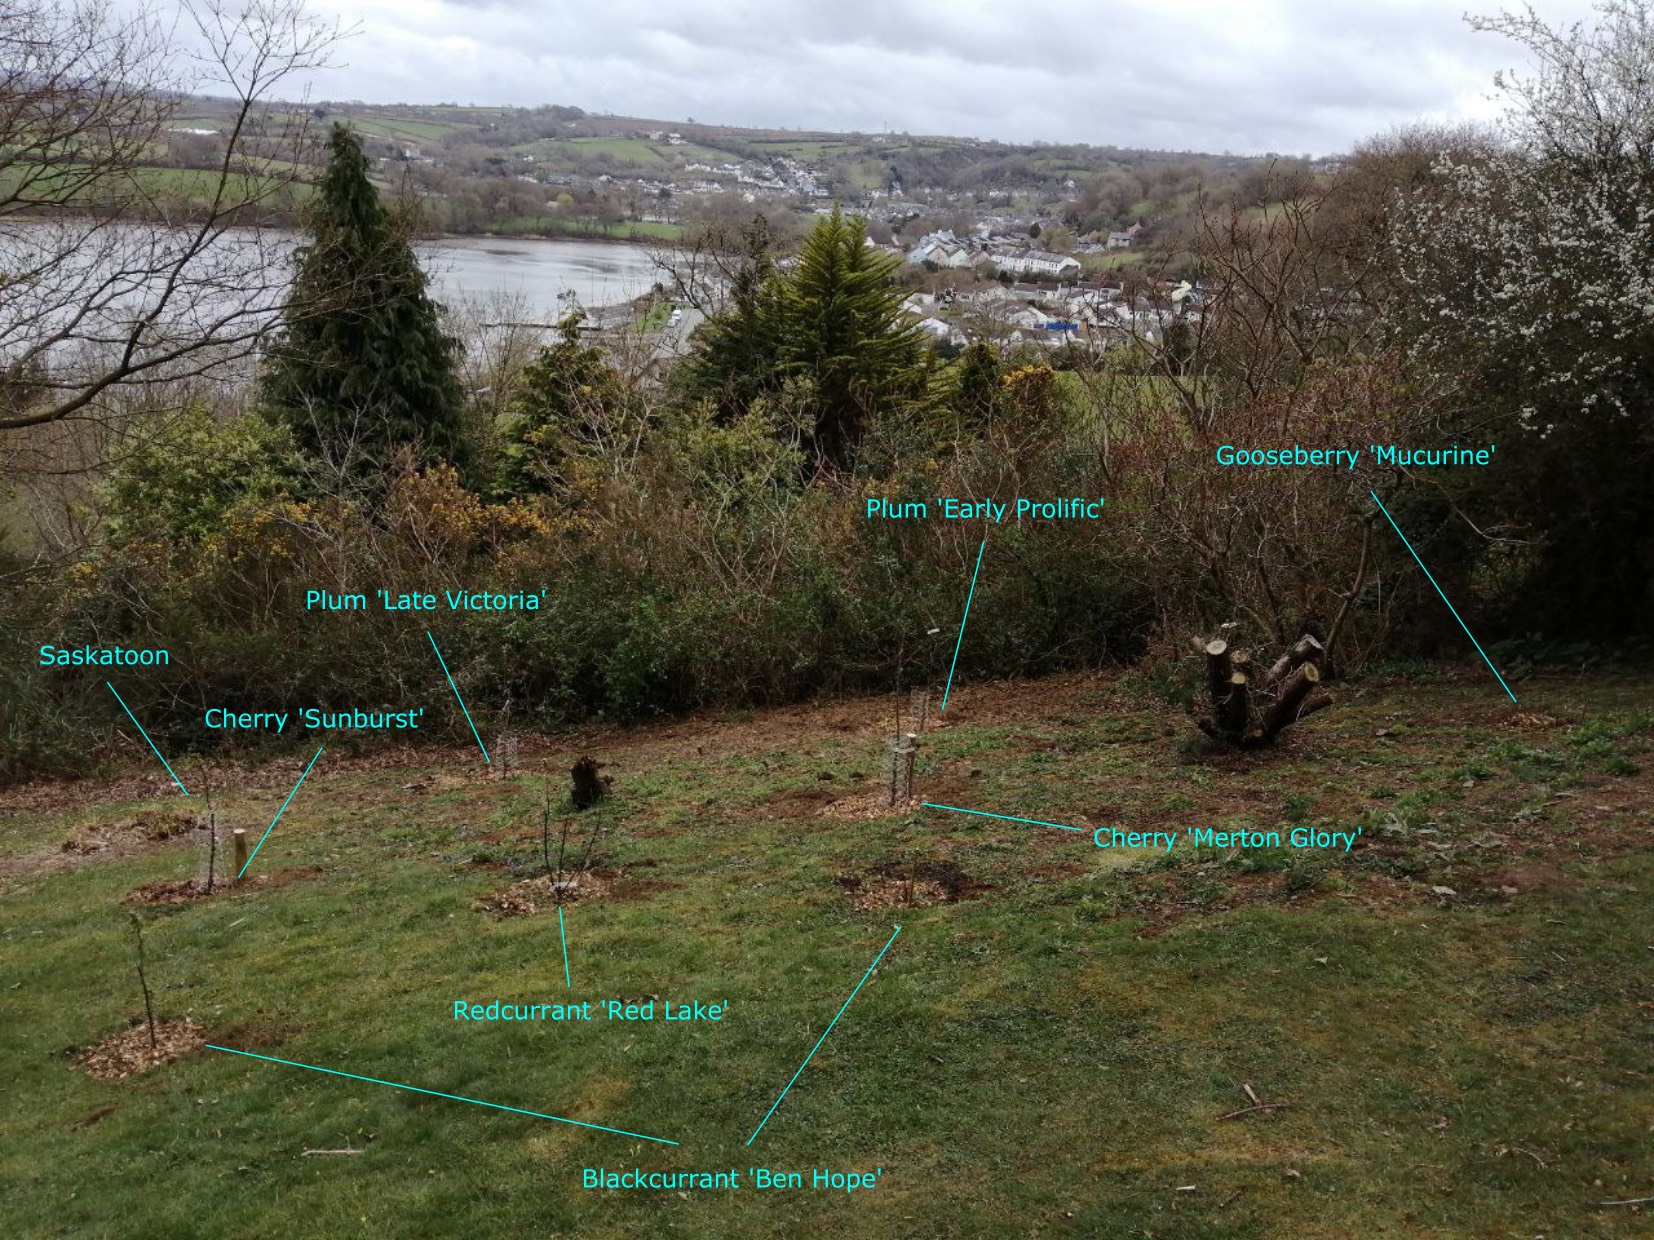 Gooseberry 'Mucurine'
Plum 'Early Prolific'
Plum 'Late Victoria'
Saskatoon
Cherry 'Sunburst'
Cherry 'Merton Glory'
Redcurrant 'Red Lake'
Blackcurrant 'Ben Hope'